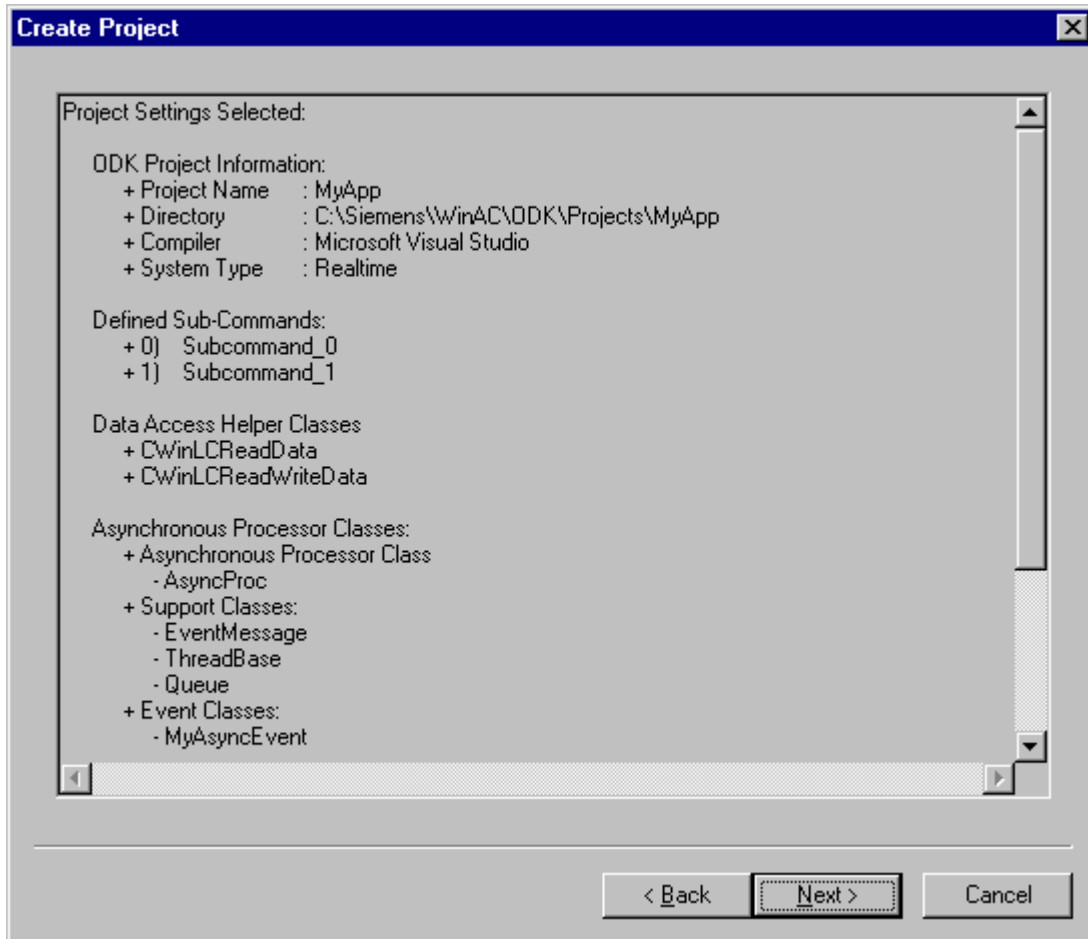 Create Project
Project Settings Selected:
ODK Project Information:
+ Project Name : MyApp
+ Directory : C:\Siemens\WinAC\ODK\Projects\MyApp
+ Compiler : Microsoft Visual Studio
+ System Type : Realtime
Defined Sub-Commands:
+ 0) Subcommand_0
+ 1) Subcommand_1
Data Access Helper Classes
+ CWinLCReadData
+ CWinLCReadWriteData
Asynchronous Processor Classes:
+ Asynchronous Processor Class
- AsyncProc
+ Support Classes:
- EventMessage
- ThreadBase
- Queue
+ Event Classes:
- MyAsyncEvent
< Back Next > Cancel